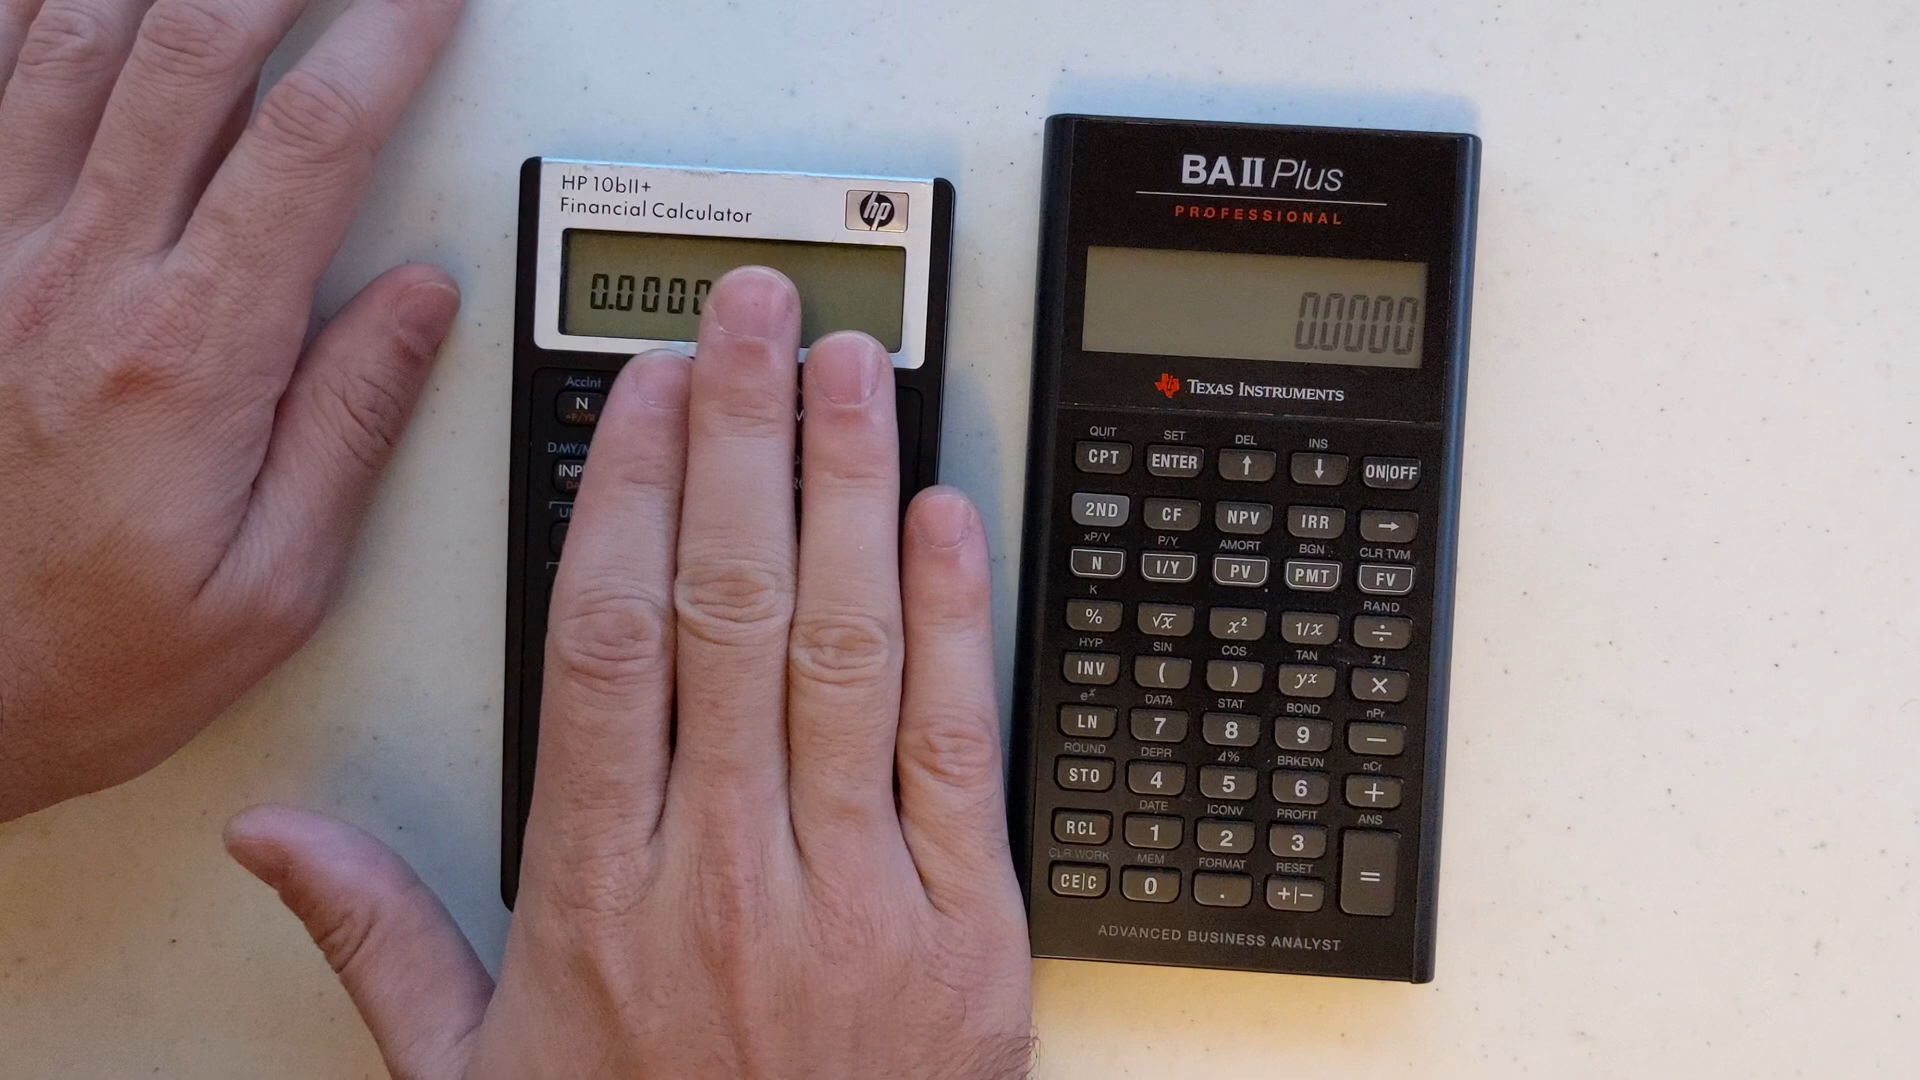 HP 10bII+
Financial Calculator
hp
0.0000
AccInt
N
BA II Plus
PROFESSIONAL
0.0000
TEXAS INSTRUMENTS
QUIT SET DEL INS
CPT ENTER ↑ ↓ ON|OFF
2ND CF NPV IRR →
xP/Y P/Y AMORT BGN CLR TVM
N I/Y PV PMT FV
K RAND
% √x x² 1/x ÷
HYP SIN COS TAN x!
INV ( ) yx ×
eˣ DATA STAT BOND nPr
LN 7 8 9 −
ROUND DEPR Δ% BRKEVN nCr
STO 4 5 6 +
DATE ICONV PROFIT ANS
RCL 1 2 3 =
CLR WORK MEM FORMAT RESET
CE|C 0 . +|−
ADVANCED BUSINESS ANALYST